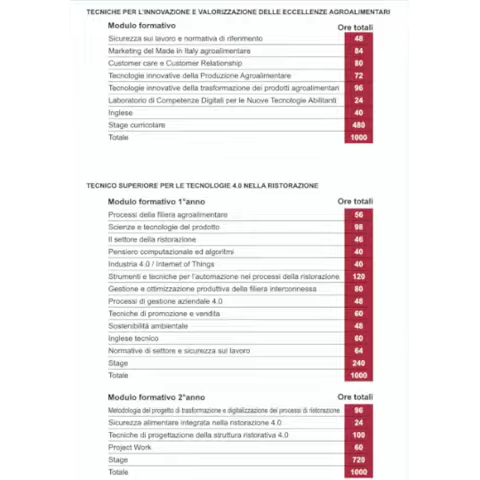 TECNICHE PER L'INNOVAZIONE E VALORIZZAZIONE DELLE ECCELLENZE AGROALIMENTARI
Modulo formativo Ore totali
Sicurezza sul lavoro e normativa di riferimento 48
Marketing del Made in Italy agroalimentare 84
Customer care e Customer Relationship 80
Tecnologie innovative della Produzione Agroalimentare 72
Tecnologie innovative della trasformazione dei prodotti agroalimentari 96
Laboratorio di Competenze Digitali per le Nuove Tecnologie Abilitanti 24
Inglese 40
Stage curricolare 480
Totale 1000
TECNICO SUPERIORE PER LE TECNOLOGIE 4.0 NELLA RISTORAZIONE
Modulo formativo 1°anno Ore totali
Processi della filiera agroalimentare 56
Scienze e tecnologie del prodotto 98
Il settore della ristorazione 46
Pensiero computazionale ed algoritmi 40
Industria 4.0 / Internet of Things 40
Strumenti e tecniche per l'automazione nei processi della ristorazione 120
Gestione e ottimizzazione produttiva della filiera interconnessa 80
Processi di gestione aziendale 4.0 48
Tecniche di promozione e vendita 60
Sostenibilità ambientale 48
Inglese tecnico 60
Normative di settore e sicurezza sul lavoro 64
Stage 240
Totale 1000
Modulo formativo 2°anno Ore totali
Metodologia del progetto di trasformazione e digitalizzazione dei processi di ristorazione 96
Sicurezza alimentare integrata nella ristorazione 4.0 24
Tecniche di progettazione della struttura ristorativa 4.0 100
Project Work 60
Stage 720
Totale 1000